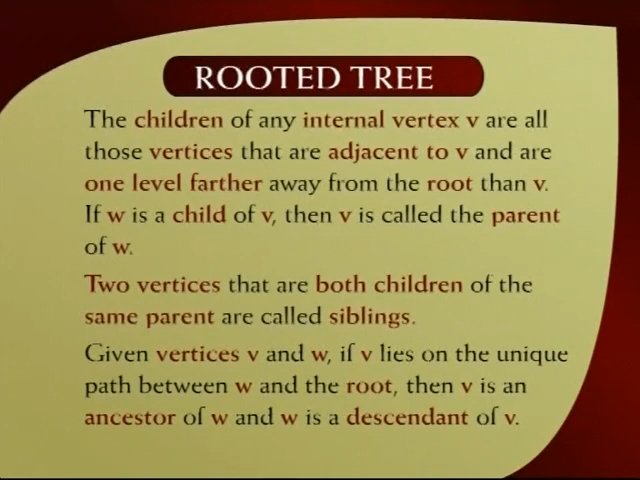 ROOTED TREE
The children of any internal vertex v are all
those vertices that are adjacent to v and are
one level farther away from the root than v.
If w is a child of v, then v is called the parent
of w.
Two vertices that are both children of the
same parent are called siblings.
Given vertices v and w, if v lies on the unique
path between w and the root, then v is an
ancestor of w and w is a descendant of v.